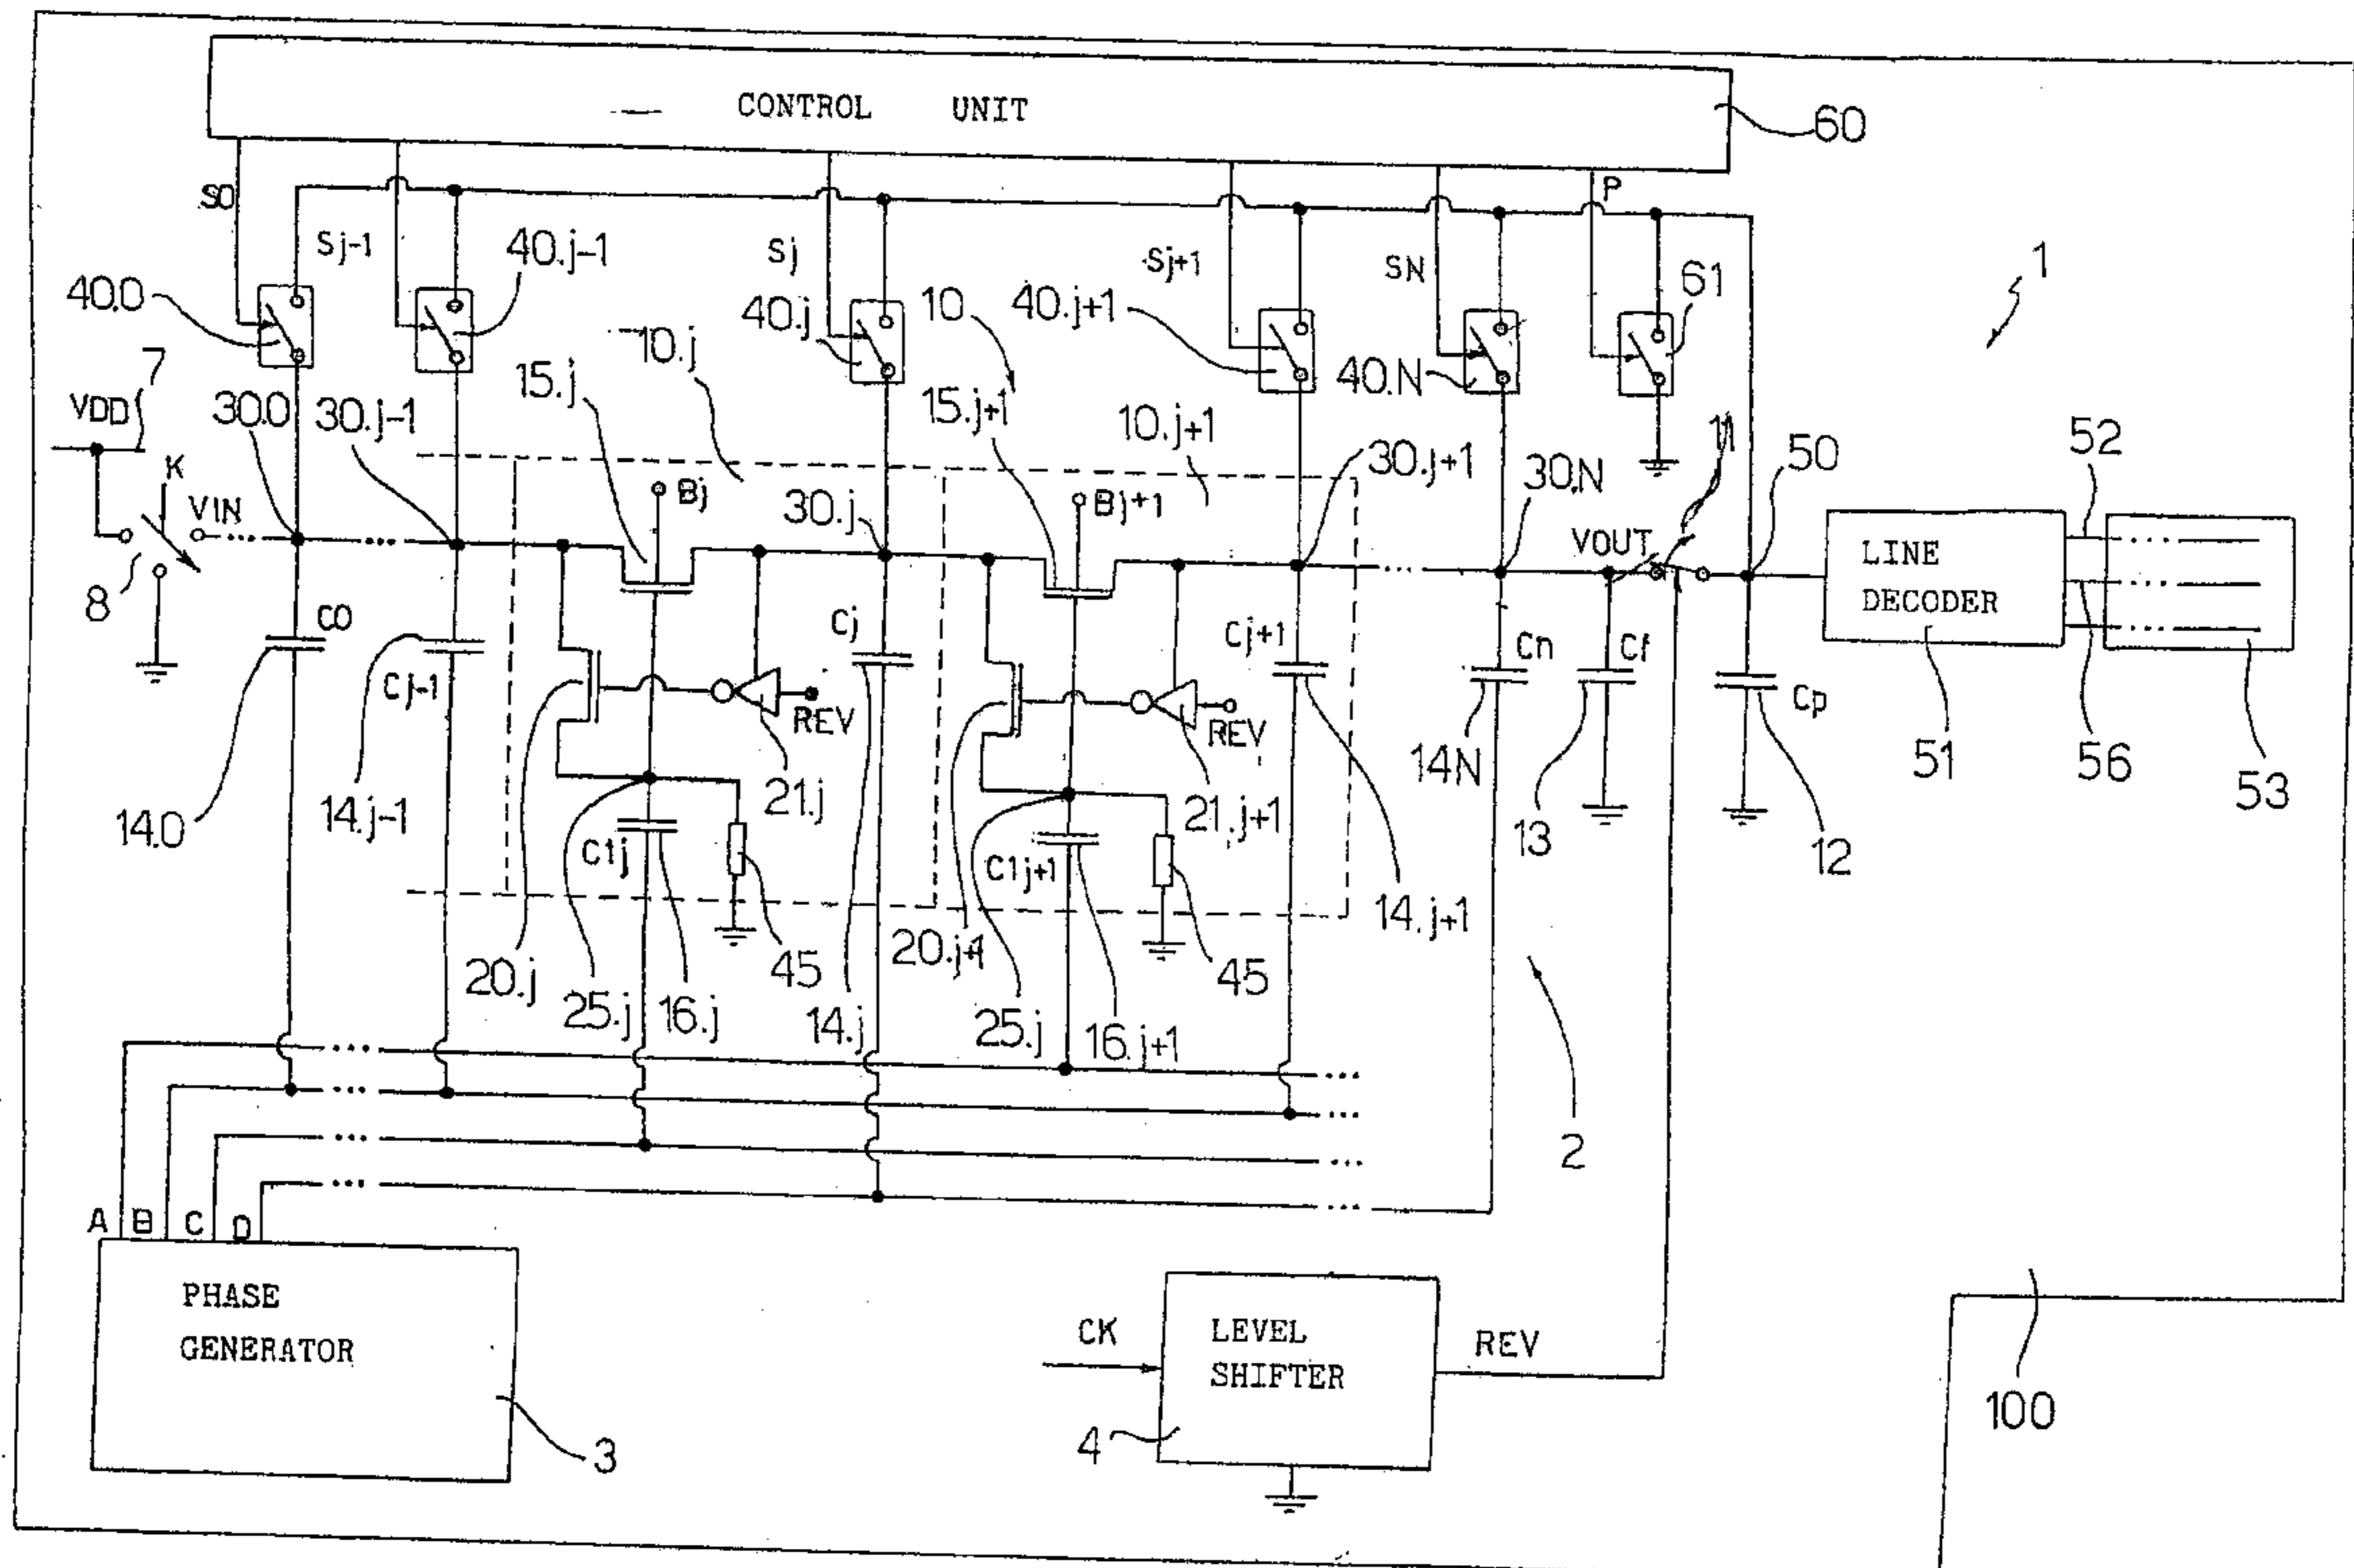 CONTROL UNIT
60
S0
Sj-1
40.j-1
Sj
Sj+1
SN
P
1
40.0
40.j
10
40.j+1
61
10.j
15.j
40.N
7
VDD
30.0
30.j-1
15.j+1
10.j+1
11
52
K
VIN
Bj
30.j
Bj+1
30.j+1
30.N
50
VOUT
LINE
DECODER
8
C0
Cj
Cj+1
Cn
Cf
Cj-1
REV
REV
Cp
51
56
53
14.0
14.j-1
21.j
21.j+1
14N
13
12
C1j
C1j+1
14.j+1
20.j
25.j
16.j
45
14.j
20.j+1
25.j
16.j+1
45
2
A B C D
PHASE
GENERATOR
3
CK
LEVEL
SHIFTER
REV
4
100